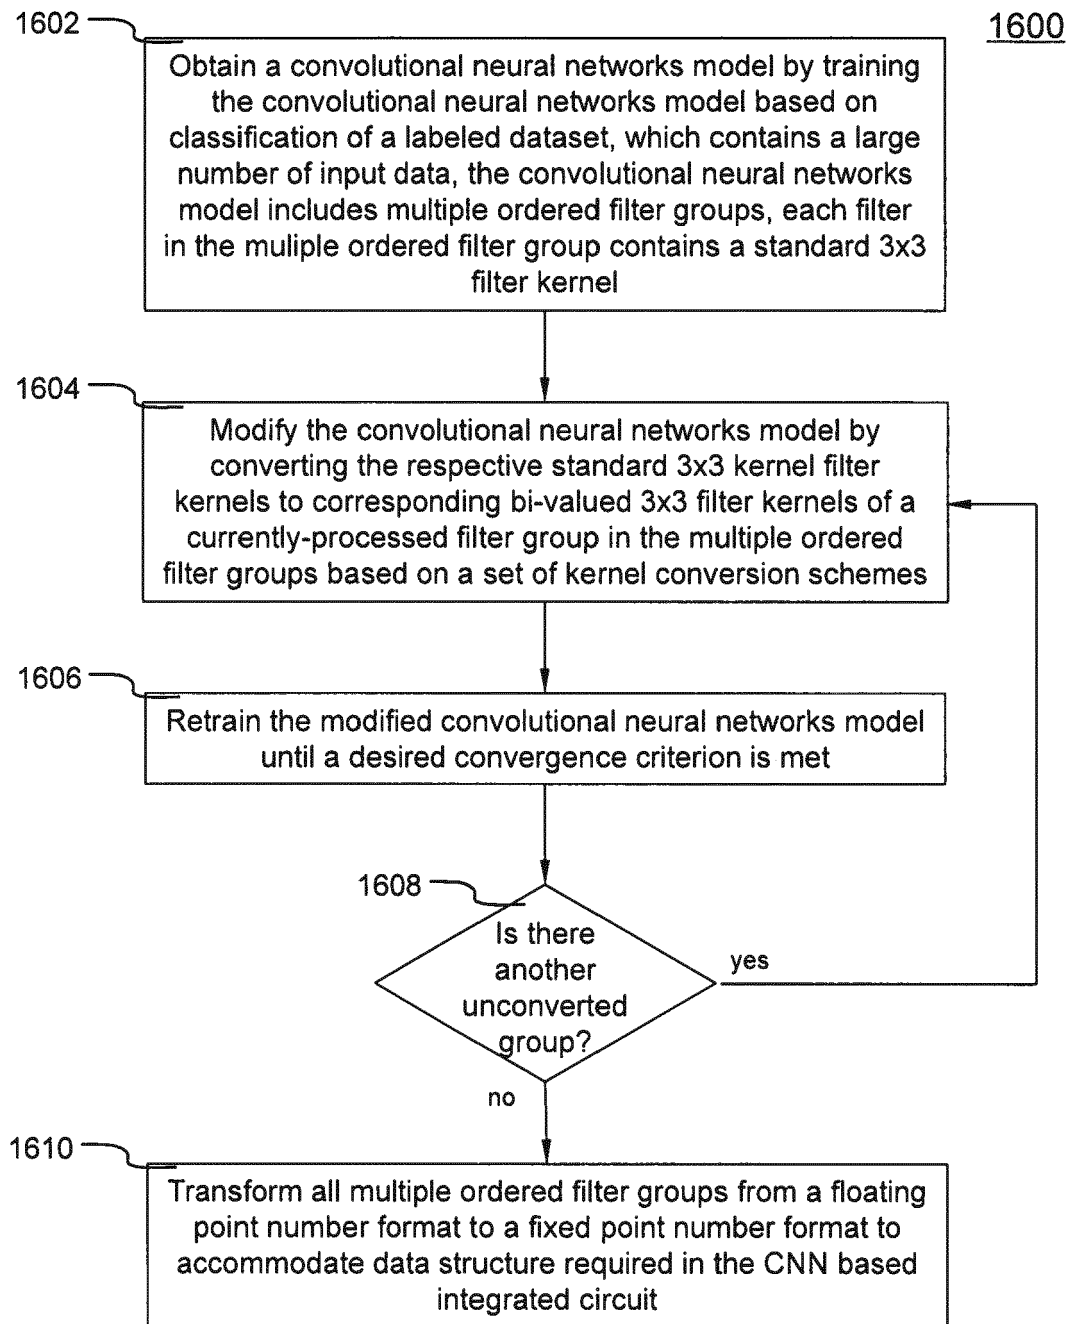 1602
1600
Obtain a convolutional neural networks model by training
the convolutional neural networks model based on
classification of a labeled dataset, which contains a large
number of input data, the convolutional neural networks
model includes multiple ordered filter groups, each filter
in the muliple ordered filter group contains a standard 3x3
filter kernel
1604
Modify the convolutional neural networks model by
converting the respective standard 3x3 kernel filter
kernels to corresponding bi-valued 3x3 filter kernels of a
currently-processed filter group in the multiple ordered
filter groups based on a set of kernel conversion schemes
1606
Retrain the modified convolutional neural networks model
until a desired convergence criterion is met
1608
Is there
another
unconverted
group?
yes
no
1610
Transform all multiple ordered filter groups from a floating
point number format to a fixed point number format to
accommodate data structure required in the CNN based
integrated circuit